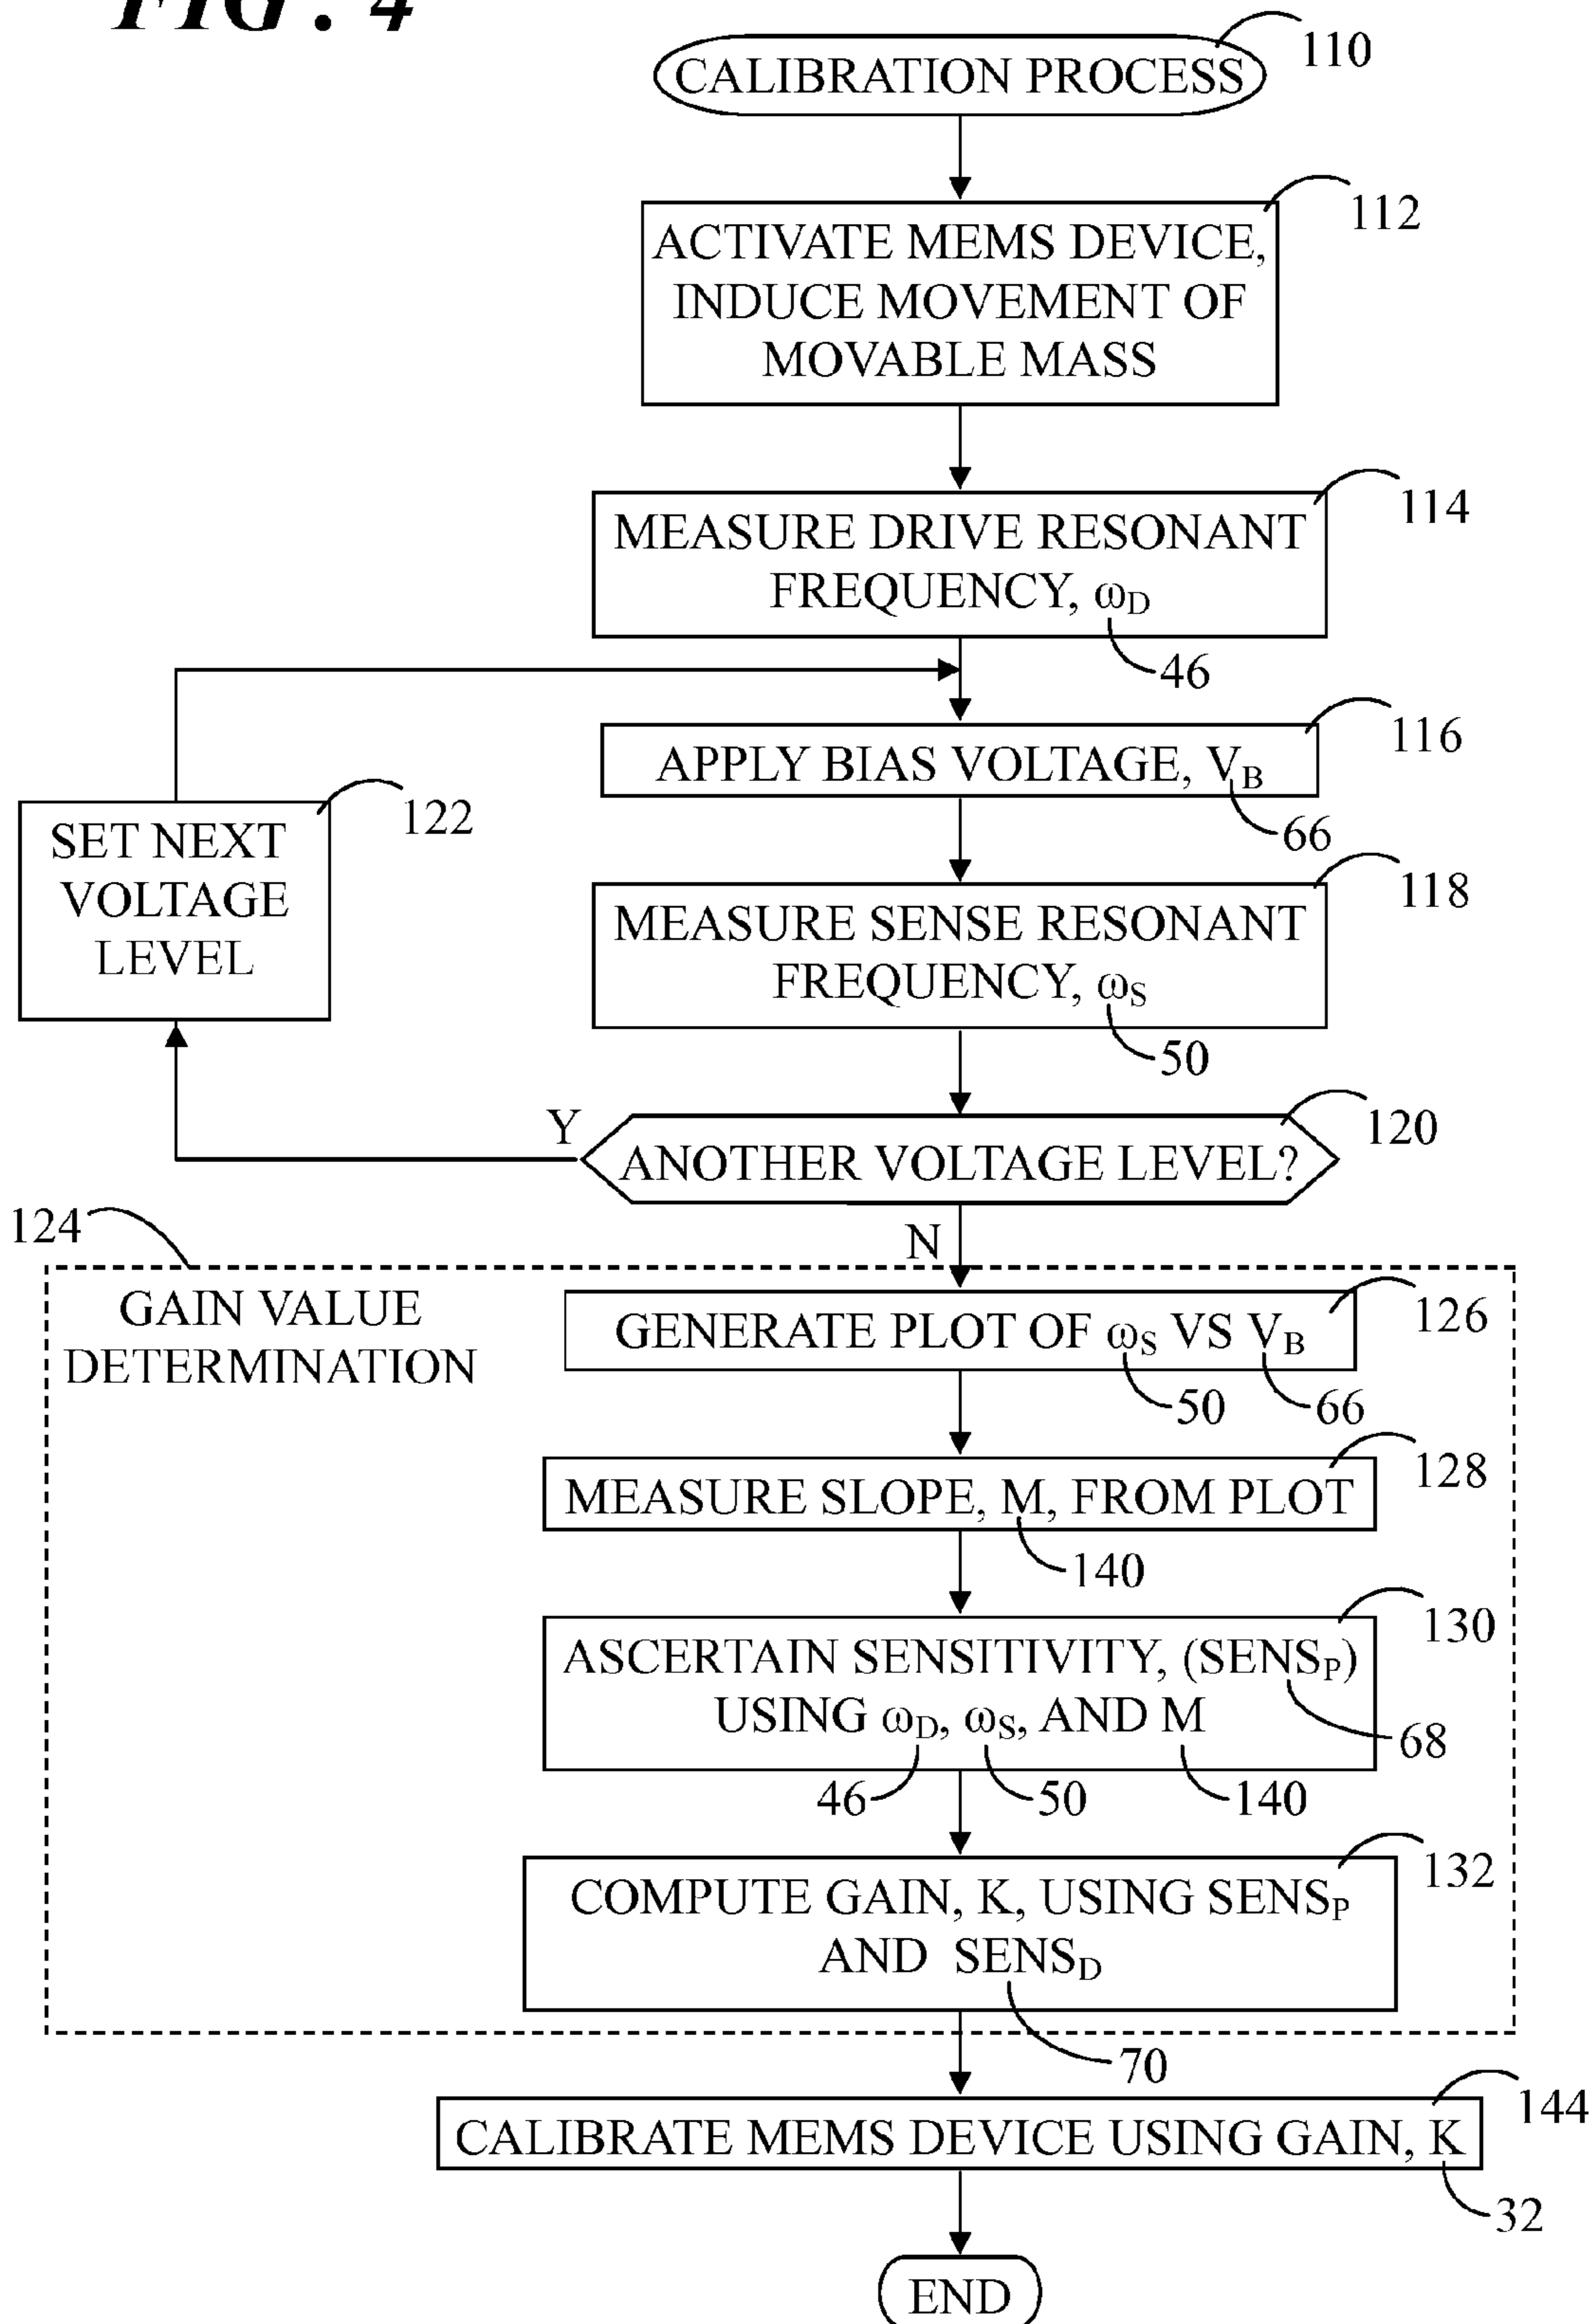 FIG. 4
CALIBRATION PROCESS
110
ACTIVATE MEMS DEVICE,
INDUCE MOVEMENT OF
MOVABLE MASS
112
MEASURE DRIVE RESONANT
FREQUENCY, ωD
114
46
APPLY BIAS VOLTAGE, VB
116
66
SET NEXT
VOLTAGE
LEVEL
122
MEASURE SENSE RESONANT
FREQUENCY, ωS
118
50
Y
ANOTHER VOLTAGE LEVEL?
120
N
124
GAIN VALUE
DETERMINATION
GENERATE PLOT OF ωS VS VB
126
50
66
MEASURE SLOPE, M, FROM PLOT
128
140
ASCERTAIN SENSITIVITY, (SENSP)
USING ωD, ωS, AND M
130
68
46
50
140
COMPUTE GAIN, K, USING SENSP
AND SENSD
132
70
CALIBRATE MEMS DEVICE USING GAIN, K
144
32
END